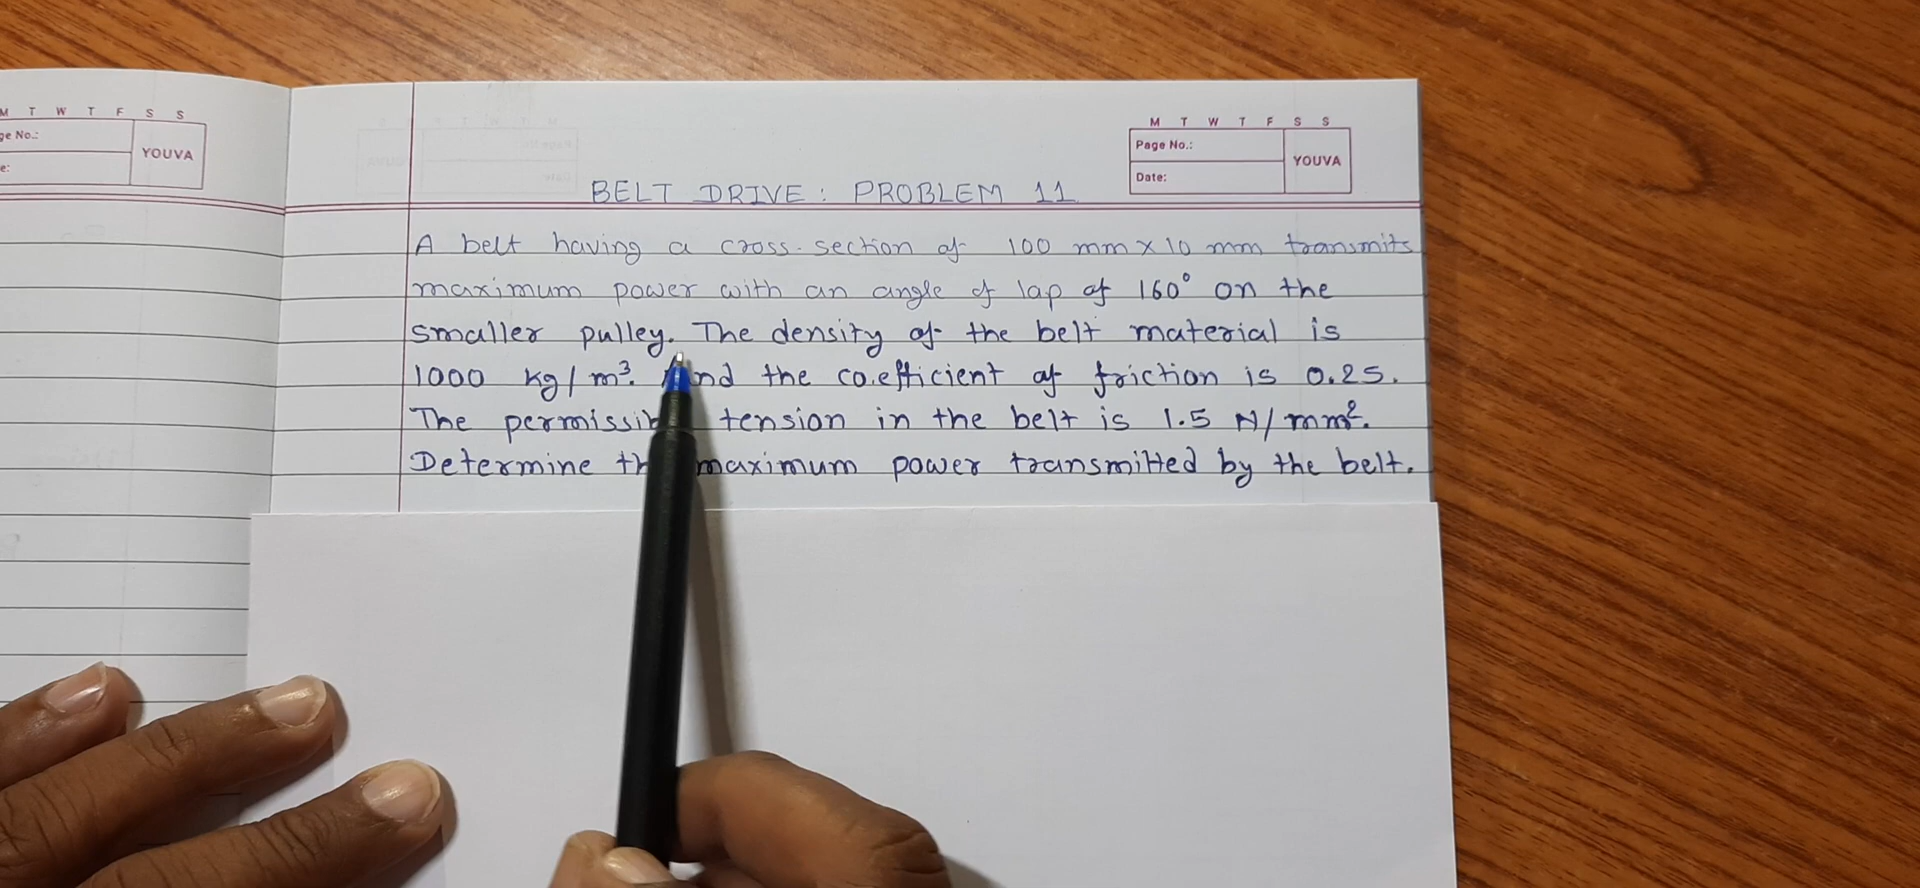 M T W T F S S
ge No.:
YOUVA
e:
M T W T F S S
Page No.:
YOUVA
Date:
BELT DRIVE: PROBLEM 11
A belt having a cross-section of 100 mm x 10 mm transmits
maximum power with an angle of lap of 160° on the
smaller pulley. The density of the belt material is
1000 kg/m³. And the co.efficient of friction is 0.25.
The permissib tension in the belt is 1.5 N/mm².
Determine th maximum power transmitted by the belt.